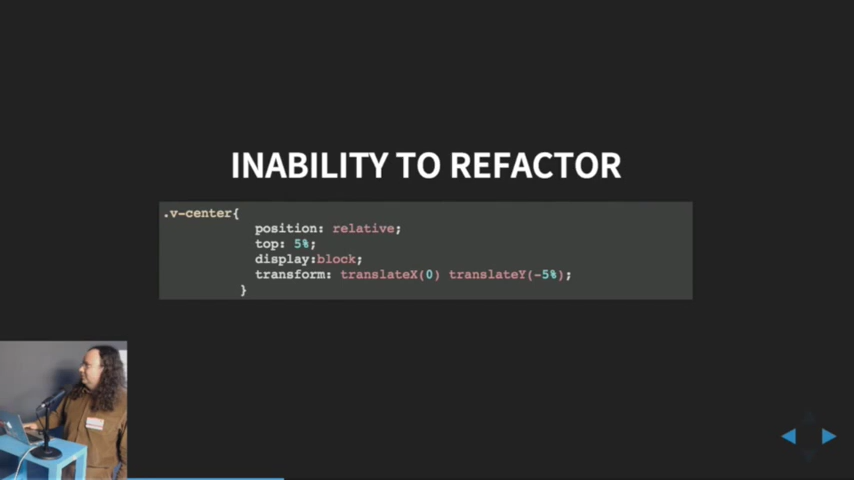 INABILITY TO REFACTOR
.v-center{
position: relative;
top: 5%;
display:block;
transform: translateX(0) translateY(-5%);
}